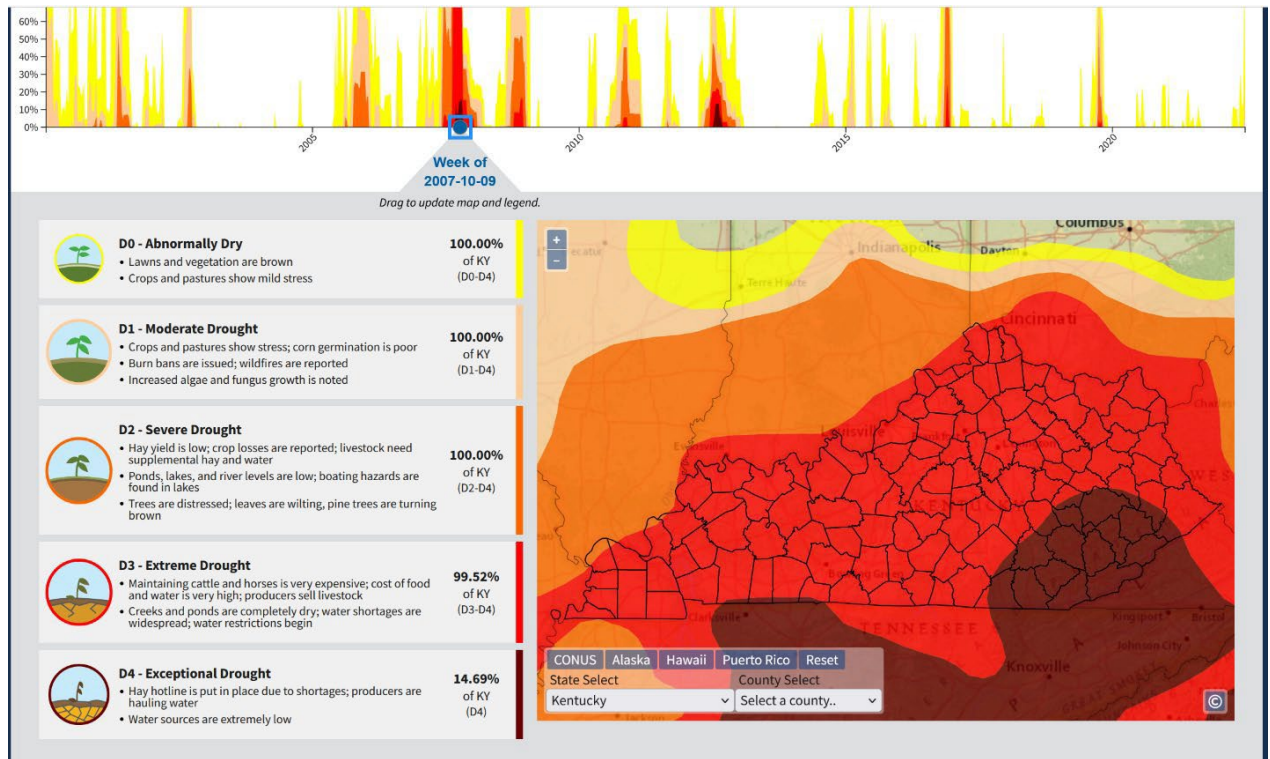 60%
50%
40%
30%
20%
10%
0%
2005
2010
2015
2020
Week of
2007-10-09
Drag to update map and legend.
D0 - Abnormally Dry
• Lawns and vegetation are brown
• Crops and pastures show mild stress
100.00%
of KY
(D0-D4)
D1 - Moderate Drought
• Crops and pastures show stress; corn germination is poor
• Burn bans are issued; wildfires are reported
• Increased algae and fungus growth is noted
100.00%
of KY
(D1-D4)
D2 - Severe Drought
• Hay yield is low; crop losses are reported; livestock need
supplemental hay and water
• Ponds, lakes, and river levels are low; boating hazards are
found in lakes
• Trees are distressed; leaves are wilting, pine trees are turning
brown
100.00%
of KY
(D2-D4)
D3 - Extreme Drought
• Maintaining cattle and horses is very expensive; cost of food
and water is very high; producers sell livestock
• Creeks and ponds are completely dry; water shortages are
widespread; water restrictions begin
99.52%
of KY
(D3-D4)
D4 - Exceptional Drought
• Hay hotline is put in place due to shortages; producers are
hauling water
• Water sources are extremely low
14.69%
of KY
(D4)
+
−
Columbus
Indianapolis
Dayton
Terre Haute
Cincinnati
Louisville
Evansville
KENTUCKY
Bowling Green
Clarksville
TENNESSEE
Kingsport
Bristol
Johnson City
Knoxville
CONUS Alaska Hawaii Puerto Rico Reset
State Select County Select
Kentucky Select a county..
©